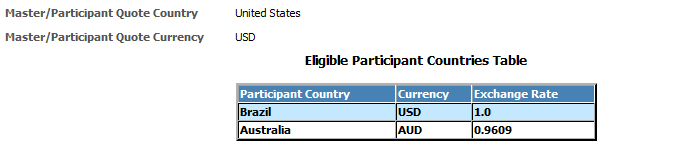 Master/Participant Quote Country United States
Master/Participant Quote Currency USD
Eligible Participant Countries Table
Participant Country Currency Exchange Rate
Brazil USD 1.0
Australia AUD 0.9609